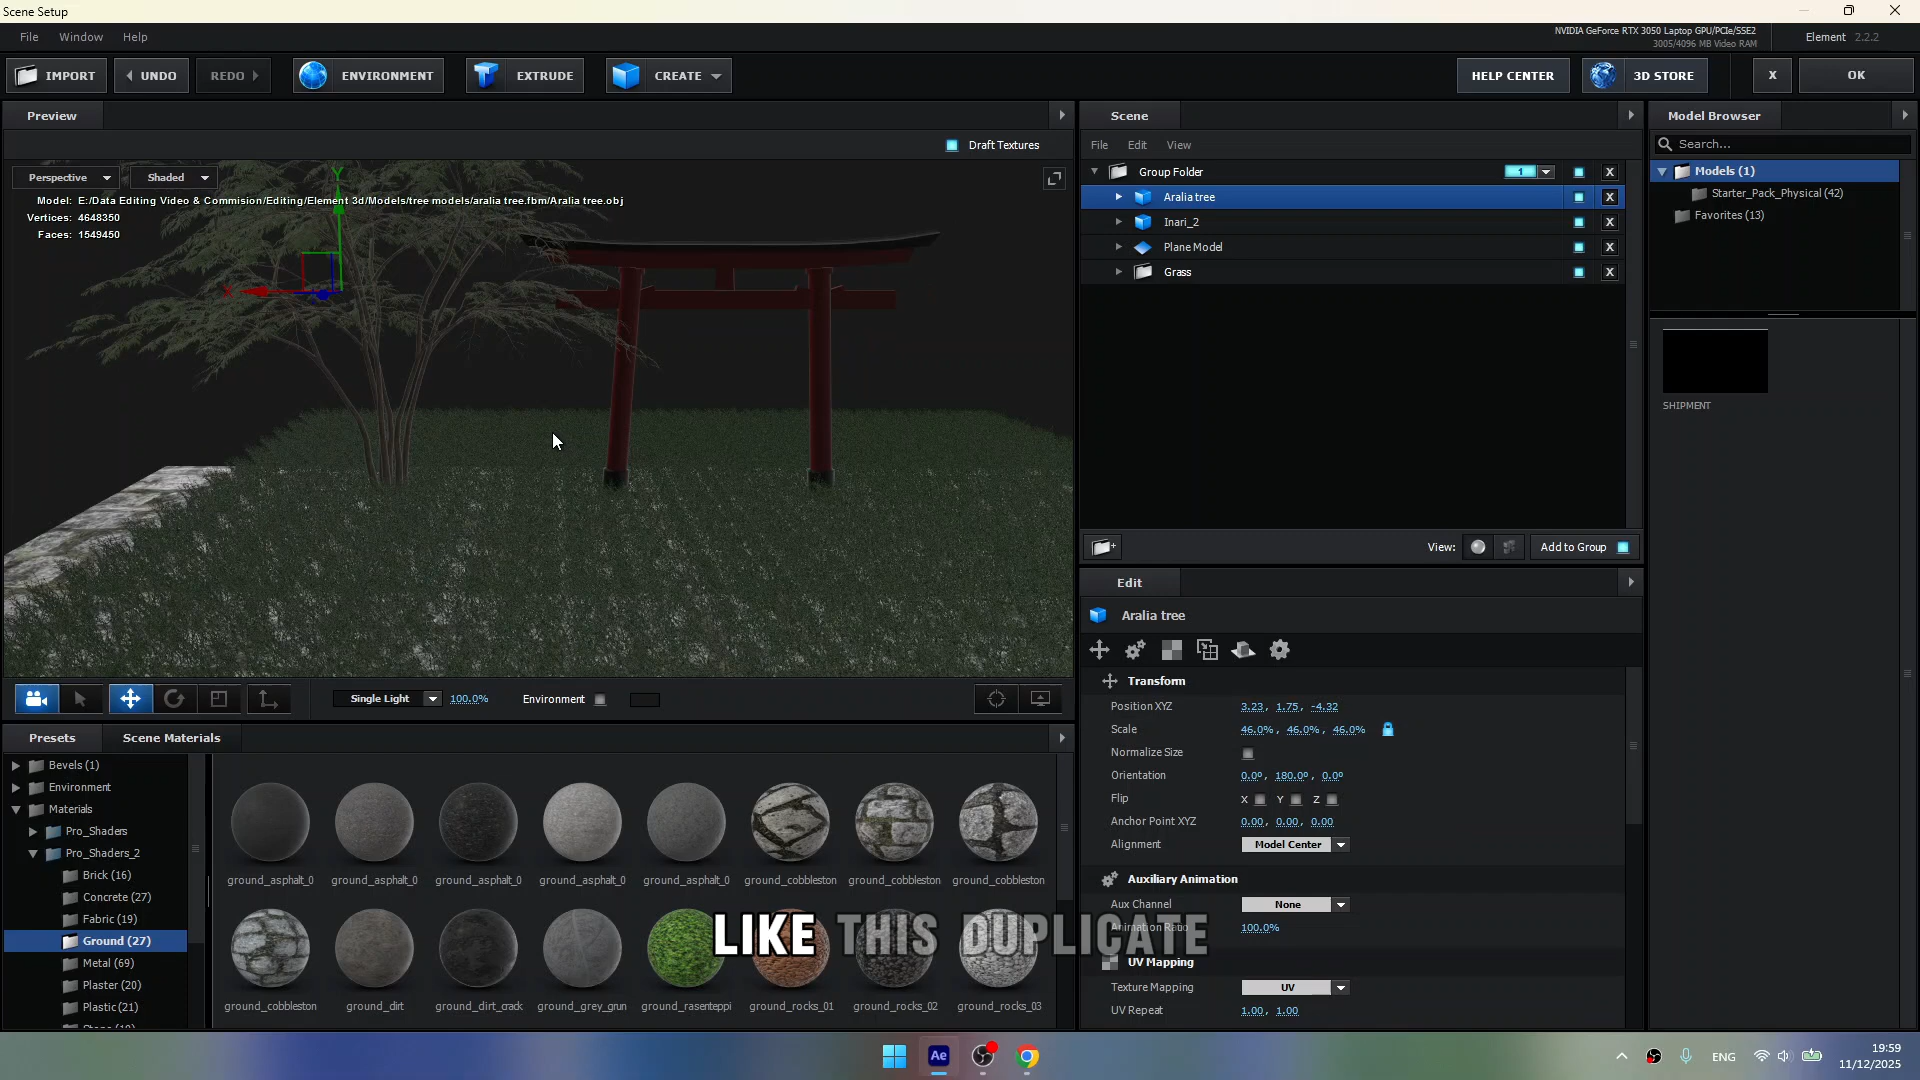 Scene Setup
File Window Help
NVIDIA GeForce RTX 3050 Laptop GPU/PCIe/SSE2
3005/4096 MB Video RAM
Element 2.2.2
IMPORT UNDO REDO ENVIRONMENT EXTRUDE CREATE HELP CENTER 3D STORE X OK
Preview
Draft Textures
Perspective Shaded
Model: E:/Data Editing Video & Commision/Editing/Element 3d/Models/tree models/aralia tree.fbm/Aralia tree.obj
Vertices: 4648350
Faces: 1549450
Y
X
Single Light 100.0% Environment
Scene
File Edit View
Group Folder 1 X
Aralia tree X
Inari_2 X
Plane Model X
Grass X
View: Add to Group
Model Browser
Search...
Models (1)
Starter_Pack_Physical (42)
Favorites (13)
SHIPMENT
Edit
Aralia tree
Transform
Position XYZ 3.23, 1.75, -4.32
Scale 46.0%, 46.0%, 46.0%
Normalize Size
Orientation 0.0º, 180.0º, 0.0º
Flip X Y Z
Anchor Point XYZ 0.00, 0.00, 0.00
Alignment Model Center
Auxiliary Animation
Aux Channel None
Animation Ratio 100.0%
UV Mapping
Texture Mapping UV
UV Repeat 1.00, 1.00
Presets Scene Materials
Bevels (1)
Environment
Materials
Pro_Shaders
Pro_Shaders_2
Brick (16)
Concrete (27)
Fabric (19)
Ground (27)
Metal (69)
Plaster (20)
Plastic (21)
ground_asphalt_0 ground_asphalt_0 ground_asphalt_0 ground_asphalt_0 ground_asphalt_0 ground_cobbleston ground_cobbleston ground_cobbleston
ground_cobbleston ground_dirt ground_dirt_crack ground_grey_grun ground_rasenteppi ground_rocks_01 ground_rocks_02 ground_rocks_03
LIKE THIS DUPLICATE
Ae
ENG
19:59
11/12/2025